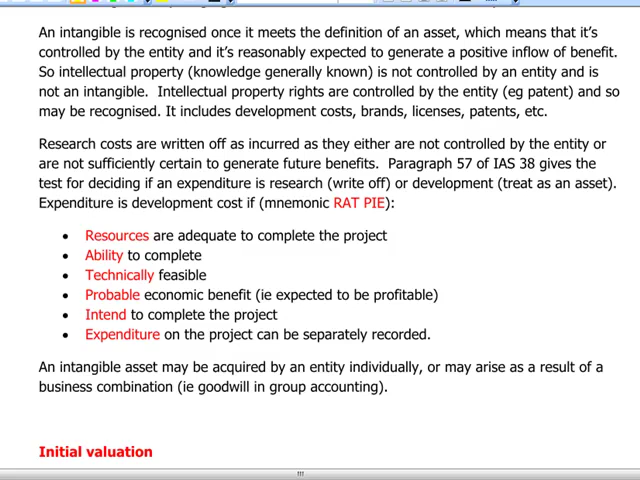 An intangible is recognised once it meets the definition of an asset, which means that it's
controlled by the entity and it's reasonably expected to generate a positive inflow of benefit.
So intellectual property (knowledge generally known) is not controlled by an entity and is
not an intangible.  Intellectual property rights are controlled by the entity (eg patent) and so
may be recognised. It includes development costs, brands, licenses, patents, etc.
Research costs are written off as incurred as they either are not controlled by the entity or
are not sufficiently certain to generate future benefits.  Paragraph 57 of IAS 38 gives the
test for deciding if an expenditure is research (write off) or development (treat as an asset).
Expenditure is development cost if (mnemonic RAT PIE):
• Resources are adequate to complete the project
• Ability to complete
• Technically feasible
• Probable economic benefit (ie expected to be profitable)
• Intend to complete the project
• Expenditure on the project can be separately recorded.
An intangible asset may be acquired by an entity individually, or may arise as a result of a
business combination (ie goodwill in group accounting).
Initial valuation